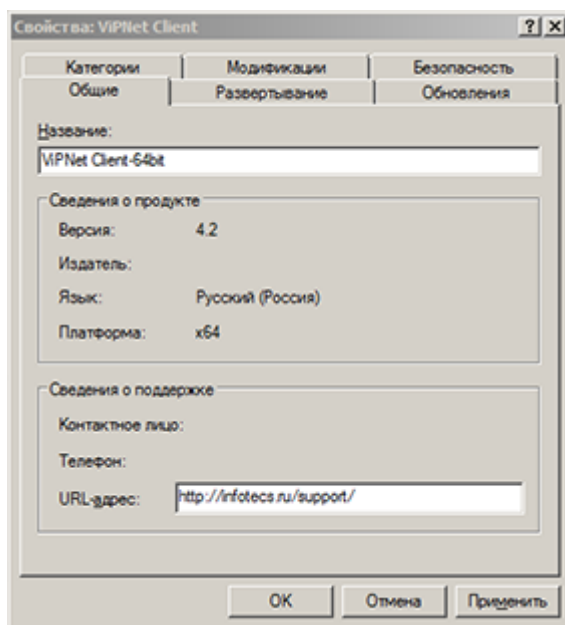 Свойства: ViPNet Client
Категории Модификации Безопасность
Общие Развертывание Обновления
Название:
ViPNet Client-64bit
Сведения о продукте
Версия: 4.2
Издатель:
Язык: Русский (Россия)
Платформа: x64
Сведения о поддержке
Контактное лицо:
Телефон:
URL-адрес: http://infotecs.ru/support/
OK Отмена Применить